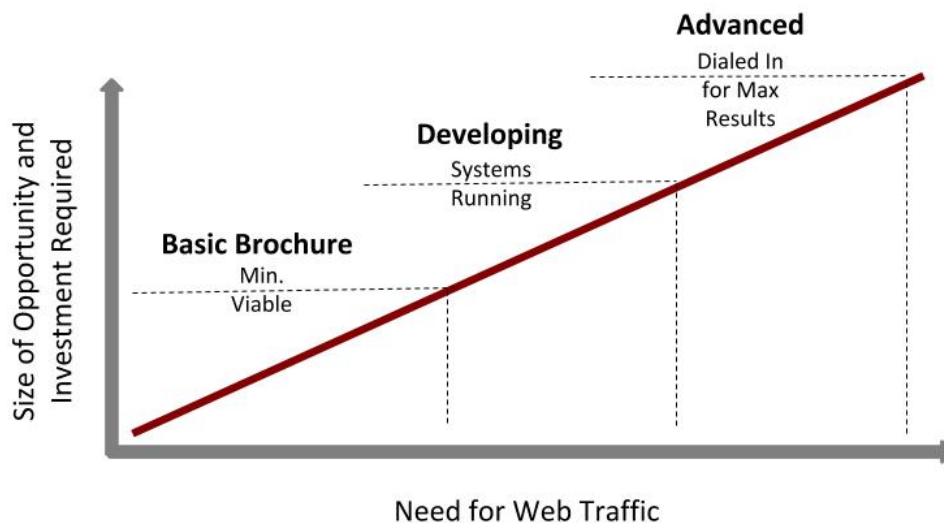 Advanced
Dialed In
for Max
Results
Developing
Systems
Running
Basic Brochure
Min.
Viable
Size of Opportunity and
Investment Required
Need for Web Traffic